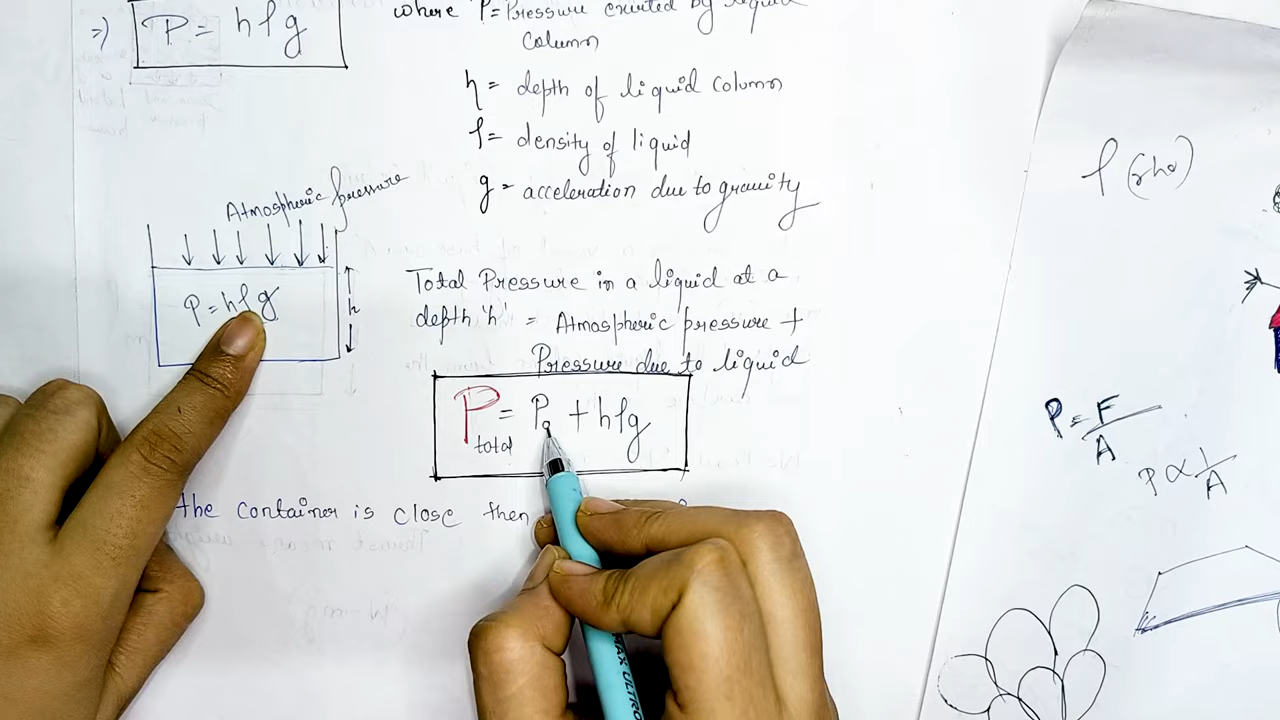 where P = Pressure exerted by liquid
column
=) P = hρg
h = depth of liquid column
ρ = density of liquid
g = acceleration due to gravity
Atmospheric pressure
P = hρg
h
Total Pressure in a liquid at a
depth 'h' = Atmospheric pressure +
Pressure due to liquid
P total = P₀ + hρg
the container is close then
ρ (rho)
P = F/A
P ∝ 1/A
MAX ULTRO